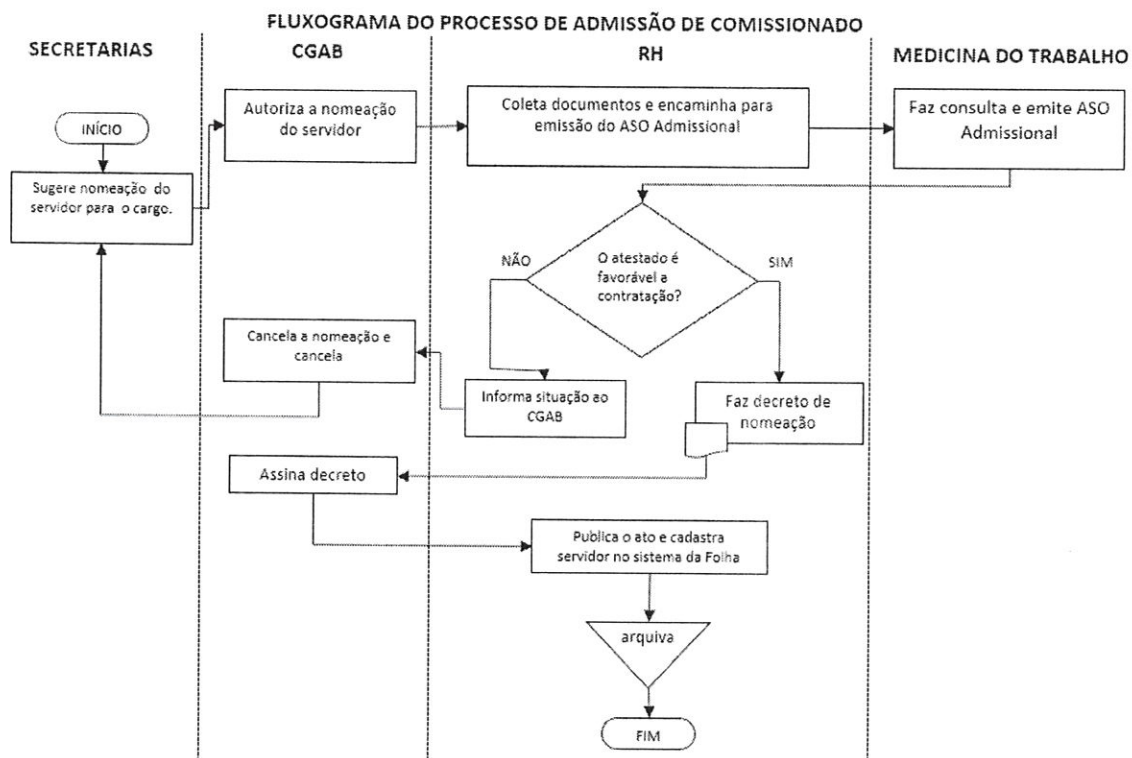 FLUXOGRAMA DO PROCESSO DE ADMISSÃO DE COMISSIONADO
SECRETARIAS
CGAB
RH
MEDICINA DO TRABALHO
INÍCIO
Sugere nomeação do
servidor para o cargo.
Autoriza a nomeação
do servidor
Coleta documentos e encaminha para
emissão do ASO Admissional
Faz consulta e emite ASO
Admissional
O atestado é
favorável a
contratação?
NÃO
SIM
Cancela a nomeação e
cancela
Informa situação ao
CGAB
Faz decreto de
nomeação
Assina decreto
Publica o ato e cadastra
servidor no sistema da Folha
arquiva
FIM